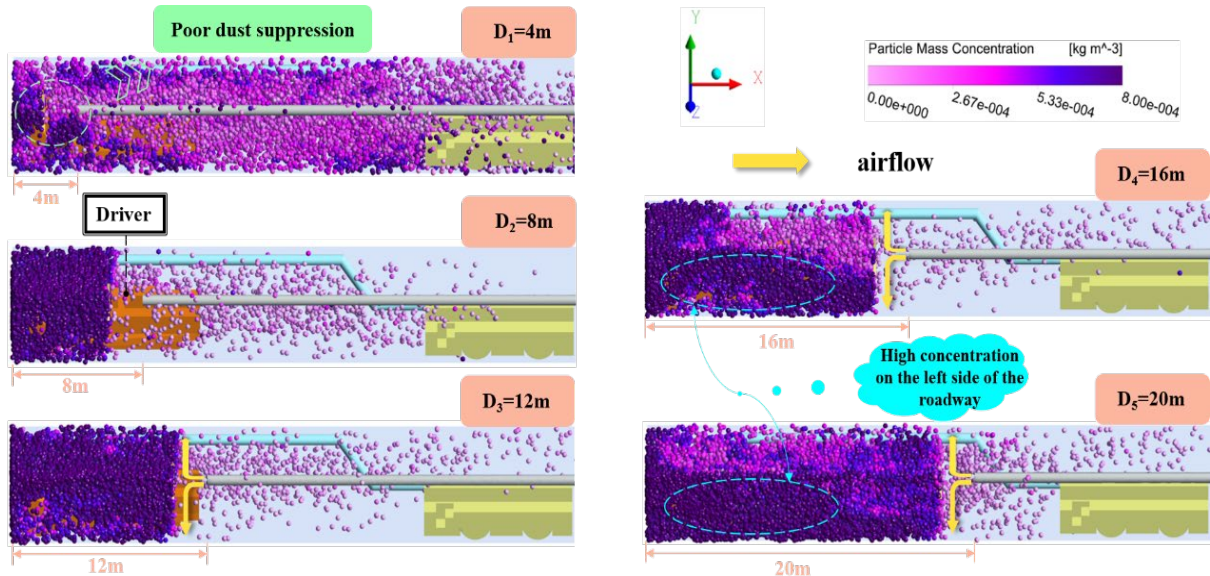 Poor dust suppression
D₁=4m
4m
Driver
D₂=8m
8m
D₃=12m
12m
Y
X
Z
Particle Mass Concentration [kg m^-3]
0.00e+000 2.67e-004 5.33e-004 8.00e-004
airflow
D₄=16m
16m
High concentration
on the left side of the
roadway
D₅=20m
20m